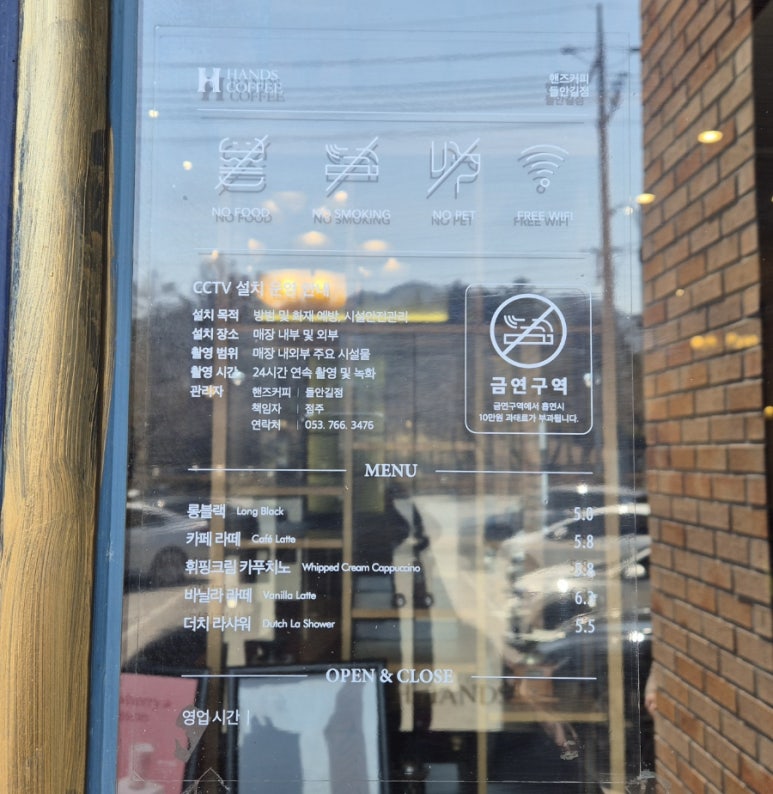 HANDS
COFFEE
핸즈커피
들안길점
NO FOOD
NO SMOKING
NO PET
FREE WIFI
CCTV 설치 운영 안내
설치 목적 방범 및 화재 예방, 시설안전관리
설치 장소 매장 내부 및 외부
촬영 범위 매장 내외부 주요 시설물
촬영 시간 24시간 연속 촬영 및 녹화
관리자 핸즈커피 | 들안길점
책임자 | 점주
연락처 | 053. 766. 3476
금연구역
금연구역에서 흡연시
10만원 과태료가 부과됩니다.
MENU
롱블랙 Long Black 5.0
카페 라떼 Café Latte 5.8
휘핑크림 카푸치노 Whipped Cream Cappuccino 5.8
바닐라 라떼 Vanilla Latte 6.3
더치 라샤워 Dutch La Shower 5.5
OPEN & CLOSE
HANDS
영업시간 |